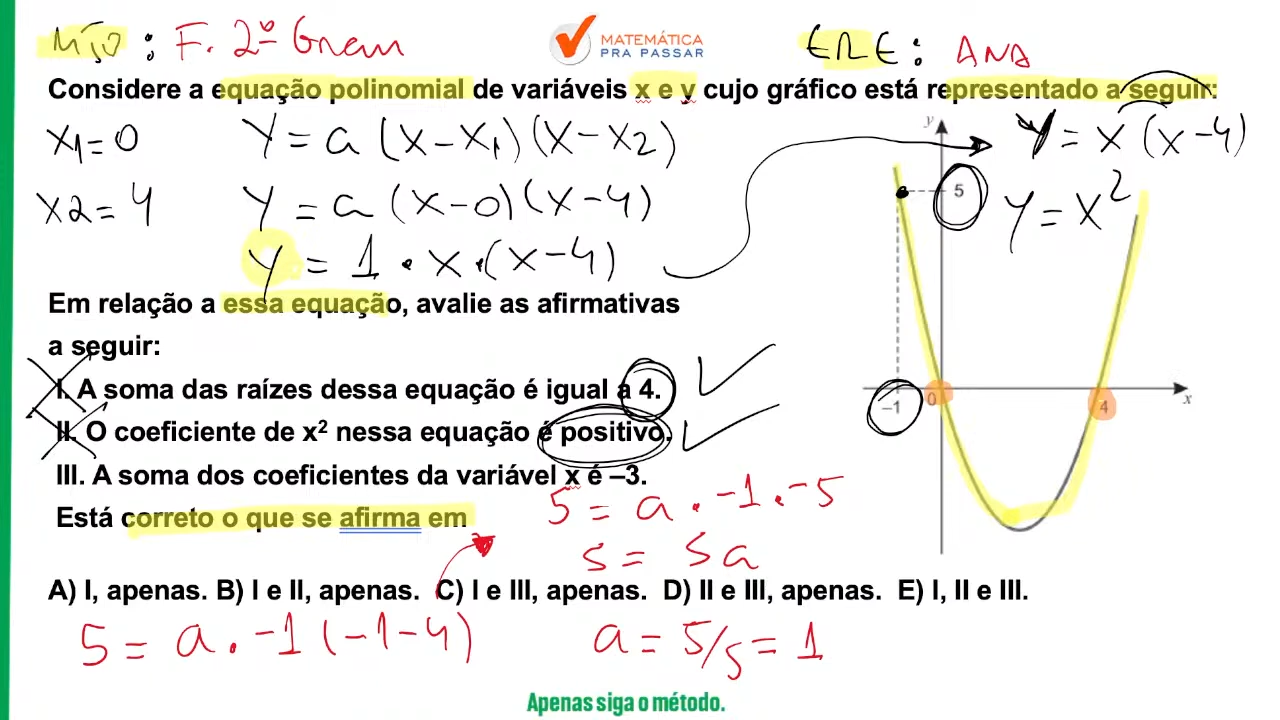 MÇO : F. 2º Grau
MATEMÁTICA
PRA PASSAR
ERE : ANA
Considere a equação polinomial de variáveis x e y cujo gráfico está representado a seguir:
x1=0
Y = a (x-x1)(x-x2)
Y = x (x-4)
x2=4
Y = a (x-0)(x-4)
Y = x²
Y = 1 . x .(x-4)
y
5
-1
0
4
x
Em relação a essa equação, avalie as afirmativas
a seguir:
I. A soma das raízes dessa equação é igual a 4.
II. O coeficiente de x² nessa equação é positivo.
III. A soma dos coeficientes da variável x é –3.
5 = a . -1 . -5
Está correto o que se afirma em
5 = 5a
A) I, apenas. B) I e II, apenas. C) I e III, apenas. D) II e III, apenas. E) I, II e III.
5 = a . -1 (-1-4)
a = 5/5 = 1
Apenas siga o método.